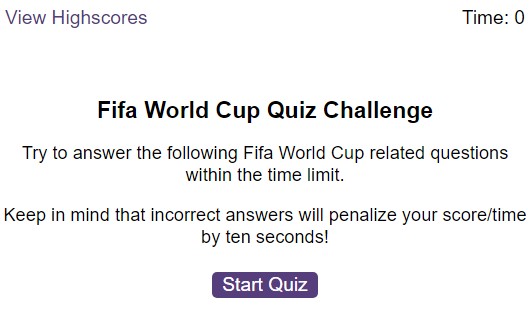 View Highscores
Time: 0
Fifa World Cup Quiz Challenge
Try to answer the following Fifa World Cup related questions
within the time limit.
Keep in mind that incorrect answers will penalize your score/time
by ten seconds!
Start Quiz